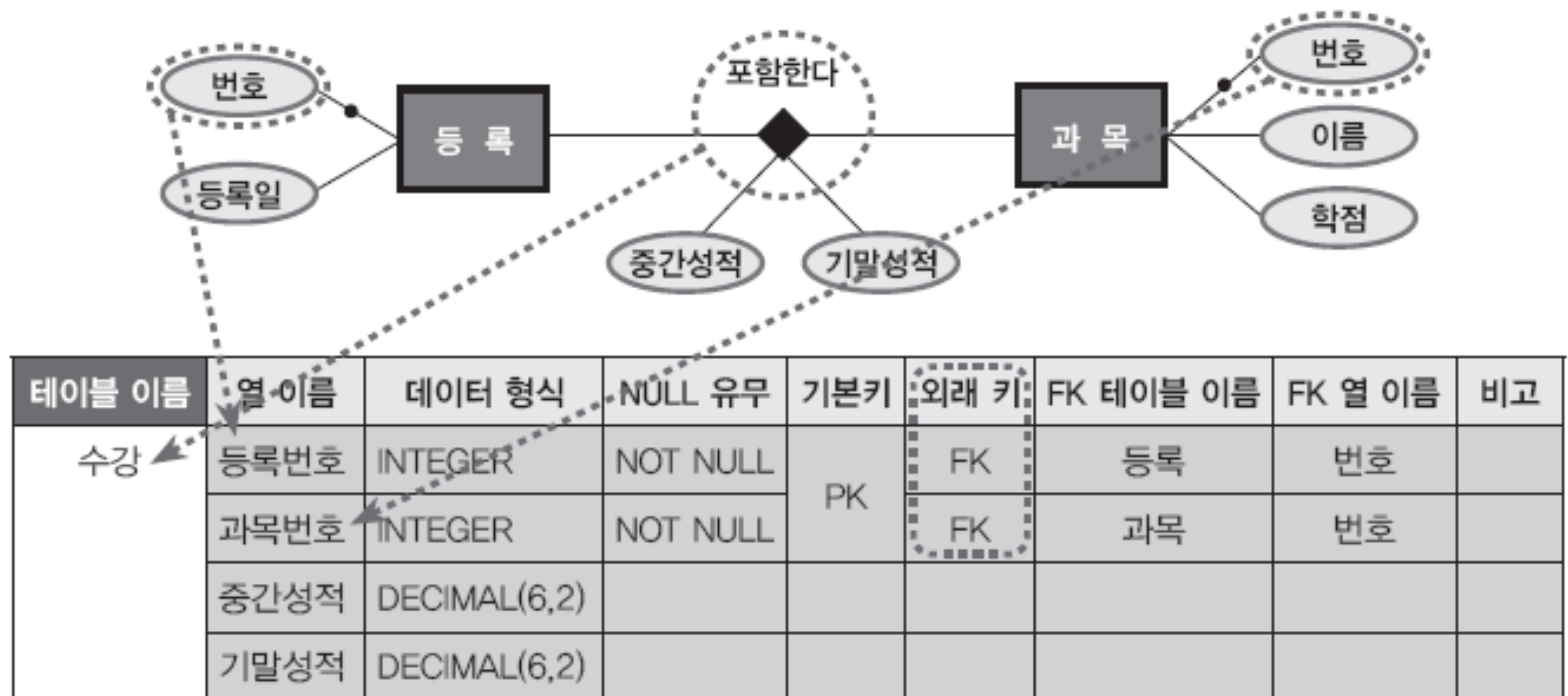 포함한다
번호
등록일
등 록
중간성적
기말성적
과 목
번호
이름
학점
테이블 이름 열 이름 데이터 형식 NULL 유무 기본키 외래 키 FK 테이블 이름 FK 열 이름 비고
수강 등록번호 INTEGER NOT NULL PK FK 등록 번호
과목번호 INTEGER NOT NULL FK 과목 번호
중간성적 DECIMAL(6,2)
기말성적 DECIMAL(6,2)